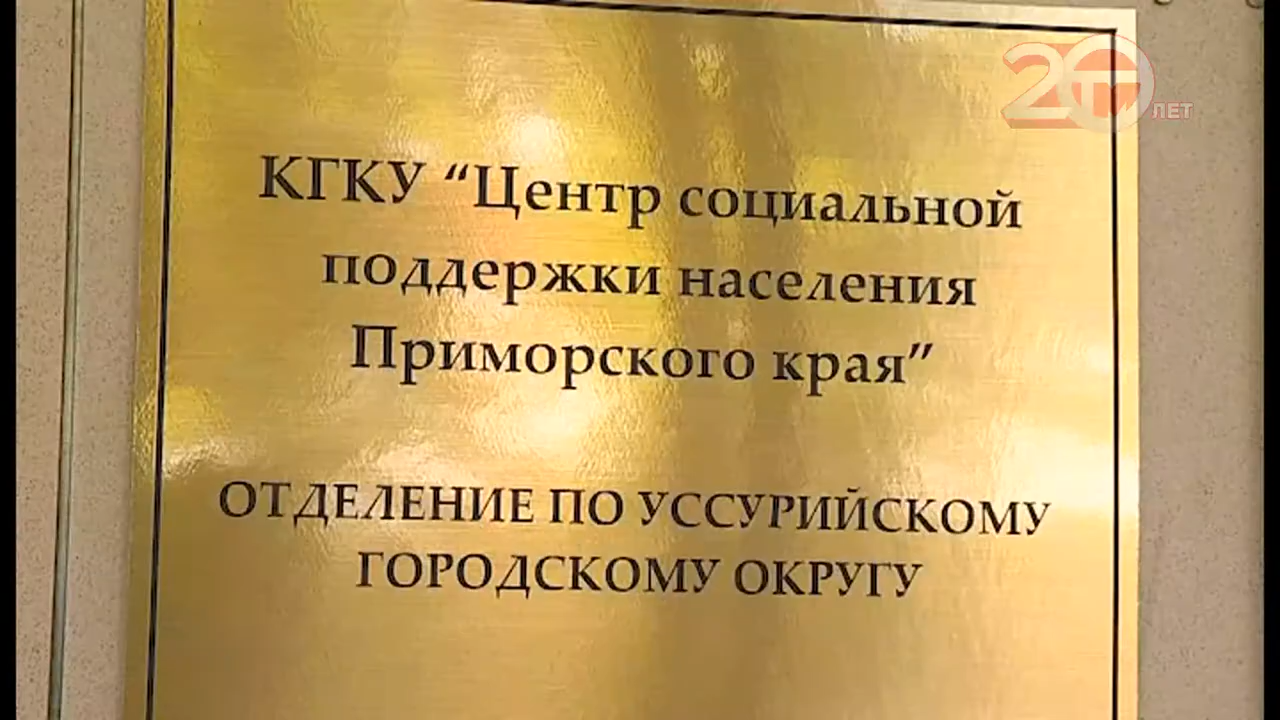 20 ЛЕТ
КГКУ “Центр социальной
поддержки населения
Приморского края”
ОТДЕЛЕНИЕ ПО УССУРИЙСКОМУ
ГОРОДСКОМУ ОКРУГУ